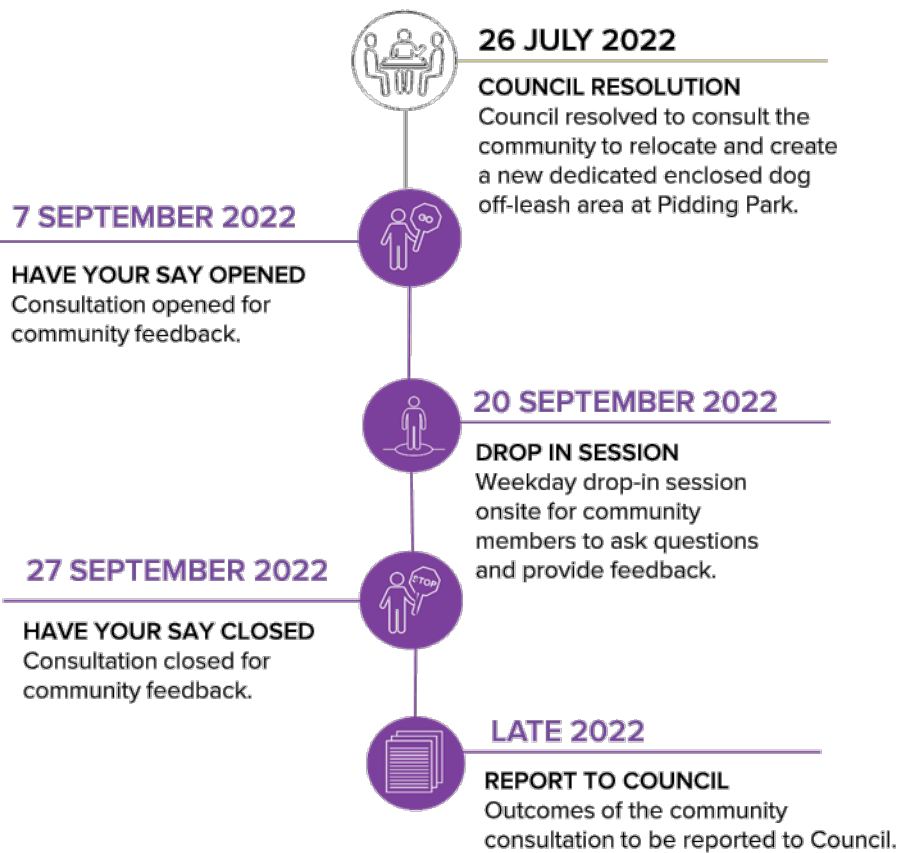 26 JULY 2022
COUNCIL RESOLUTION
Council resolved to consult the
community to relocate and create
a new dedicated enclosed dog
off-leash area at Pidding Park.
7 SEPTEMBER 2022
HAVE YOUR SAY OPENED
Consultation opened for
community feedback.
20 SEPTEMBER 2022
DROP IN SESSION
Weekday drop-in session
onsite for community
members to ask questions
and provide feedback.
27 SEPTEMBER 2022
STOP
HAVE YOUR SAY CLOSED
Consultation closed for
community feedback.
LATE 2022
REPORT TO COUNCIL
Outcomes of the community
consultation to be reported to Council.